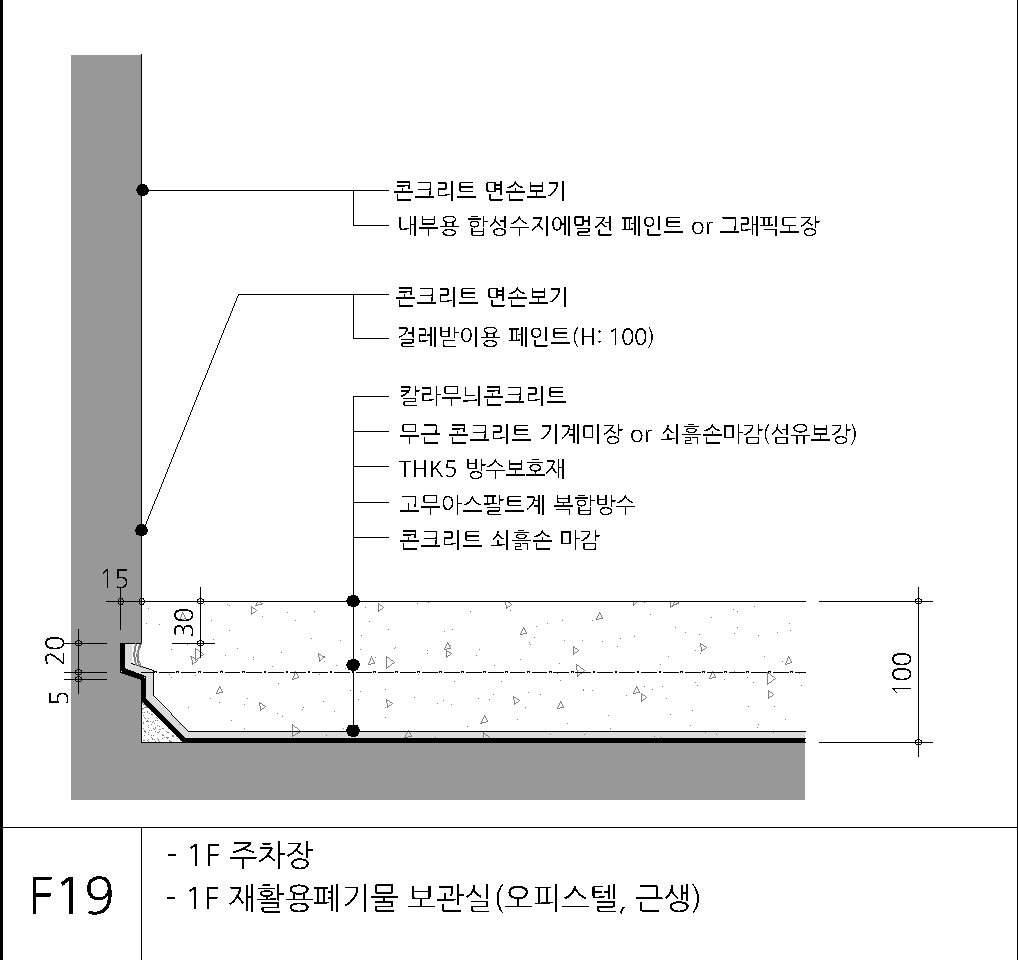 콘크리트 면손보기
내부용 합성수지에멀전 페인트 or 그래픽도장
콘크리트 면손보기
걸레받이용 페인트(H: 100)
칼라무늬콘크리트
무근 콘크리트 기계미장 or 쇠흙손마감(섬유보강)
THK5 방수보호재
고무아스팔트계 복합방수
콘크리트 쇠흙손 마감
15
30
20
5
100
F19
- 1F 주차장
- 1F 재활용폐기물 보관실(오피스텔, 근생)